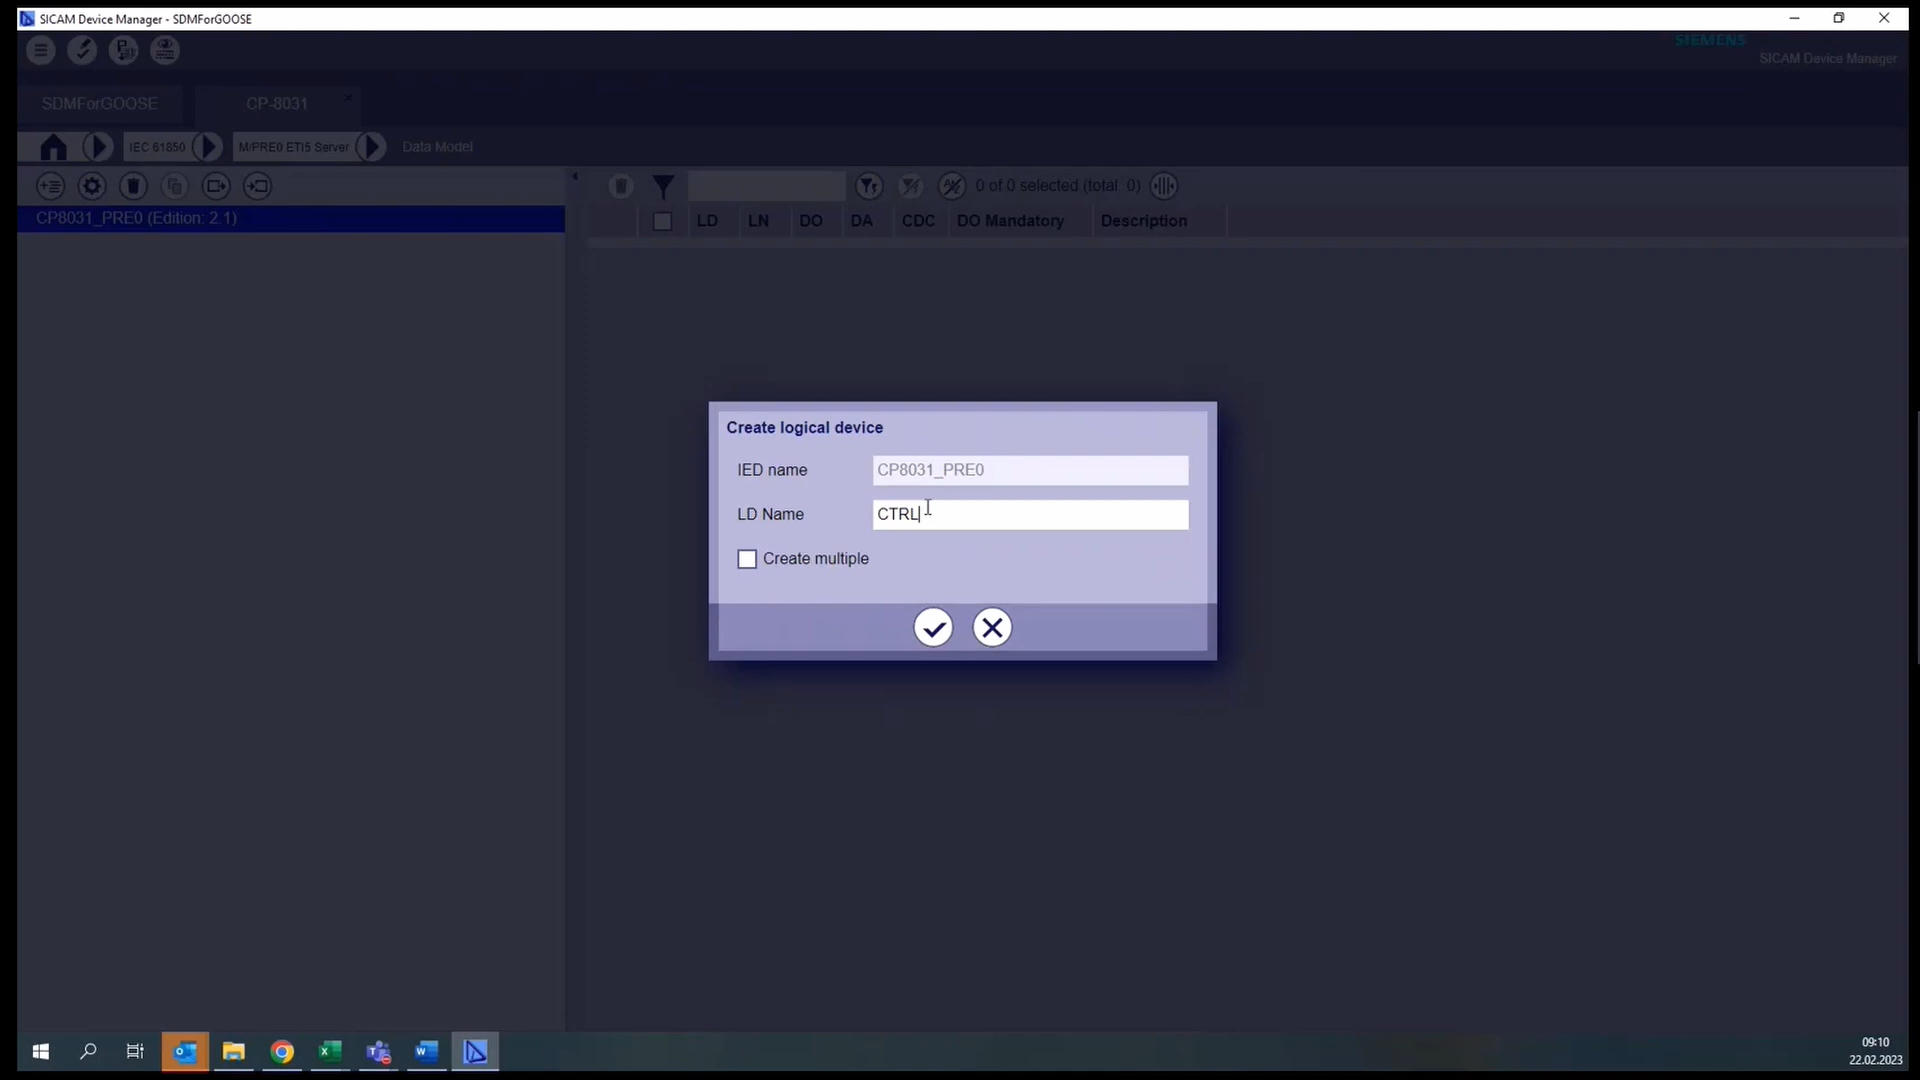 SICAM Device Manager - SDMForGOOSE
SIEMENS
SICAM Device Manager
SDMForGOOSE
CP-8031
IEC 61850
M/PRE0 ETI5 Server
Data Model
0 of 0 selected (total: 0)
CP8031_PRE0 (Edition: 2.1)
LD
LN
DO
DA
CDC
DO Mandatory
Description
Create logical device
IED name
CP8031_PRE0
LD Name
CTRL
Create multiple
09:10
22.02.2023